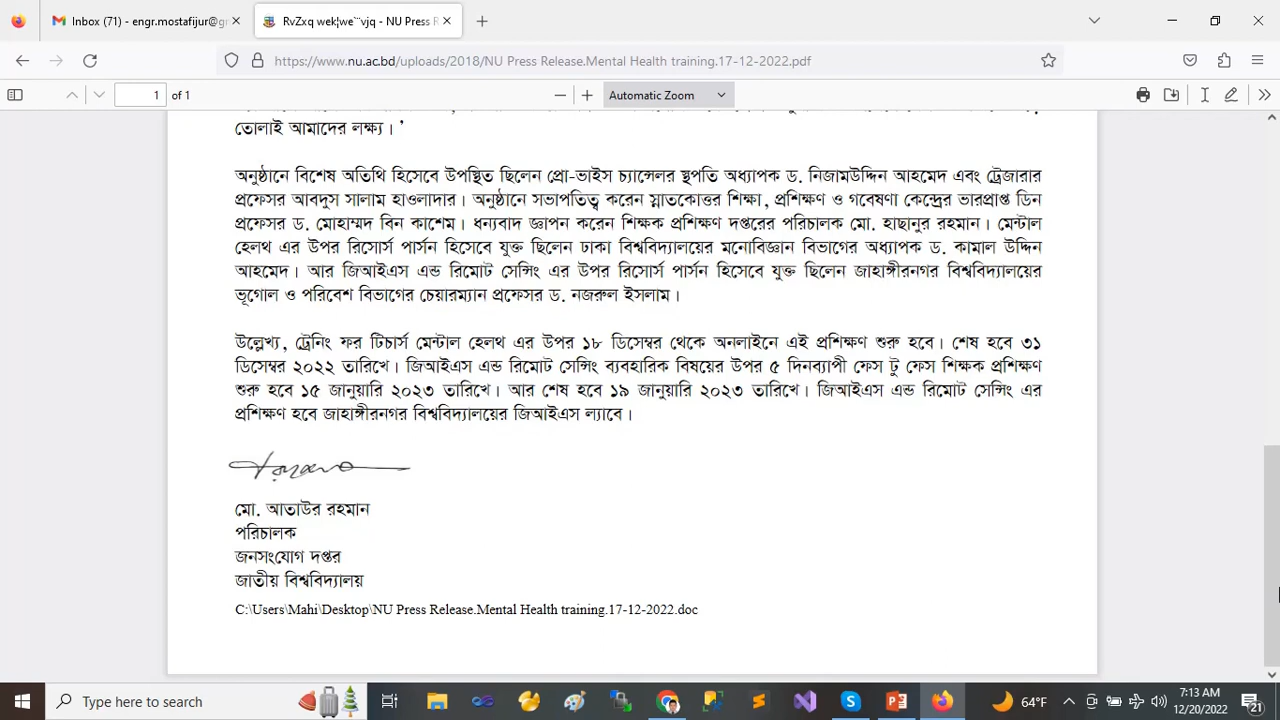 Inbox (71) - engr.mostafijur@gr
RvZxq wek¦we`¨vjq - NU Press R
https://www.nu.ac.bd/uploads/2018/NU Press Release.Mental Health training.17-12-2022.pdf
1 of 1
Automatic Zoom
তোলাই আমাদের লক্ষ্য। ’
অনুষ্ঠানে বিশেষ অতিথি হিসেবে উপস্থিত ছিলেন প্রো-ভাইস চ্যান্সেলর স্থপতি অধ্যাপক ড. নিজামউদ্দিন আহমেদ এবং ট্রেজারার
প্রফেসর আবদুস সালাম হাওলাদার। অনুষ্ঠানে সভাপতিত্ব করেন স্নাতকোত্তর শিক্ষা, প্রশিক্ষণ ও গবেষণা কেন্দ্রের ভারপ্রাপ্ত ডিন
প্রফেসর ড. মোহাম্মদ বিন কাশেম। ধন্যবাদ জ্ঞাপন করেন শিক্ষক প্রশিক্ষণ দপ্তরের পরিচালক মো. হাছানুর রহমান। মেন্টাল
হেলথ এর উপর রিসোর্স পার্সন হিসেবে যুক্ত ছিলেন ঢাকা বিশ্ববিদ্যালয়ের মনোবিজ্ঞান বিভাগের অধ্যাপক ড. কামাল উদ্দিন
আহমেদ। আর জিআইএস এন্ড রিমোট সেন্সিং এর উপর রিসোর্স পার্সন হিসেবে যুক্ত ছিলেন জাহাঙ্গীরনগর বিশ্ববিদ্যালয়ের
ভূগোল ও পরিবেশ বিভাগের চেয়ারম্যান প্রফেসর ড. নজরুল ইসলাম।
উল্লেখ্য, ট্রেনিং ফর টিচার্স মেন্টাল হেলথ এর উপর ১৮ ডিসেম্বর থেকে অনলাইনে এই প্রশিক্ষণ শুরু হবে। শেষ হবে ৩১
ডিসেম্বর ২০২২ তারিখে। জিআইএস এন্ড রিমোট সেন্সিং ব্যবহারিক বিষয়ের উপর ৫ দিনব্যাপী ফেস টু ফেস শিক্ষক প্রশিক্ষণ
শুরু হবে ১৫ জানুয়ারি ২০২৩ তারিখে। আর শেষ হবে ১৯ জানুয়ারি ২০২৩ তারিখে। জিআইএস এন্ড রিমোট সেন্সিং এর
প্রশিক্ষণ হবে জাহাঙ্গীরনগর বিশ্ববিদ্যালয়ের জিআইএস ল্যাবে।
মো. আতাউর রহমান
পরিচালক
জনসংযোগ দপ্তর
জাতীয় বিশ্ববিদ্যালয়
C:\Users\Mahi\Desktop\NU Press Release.Mental Health training.17-12-2022.doc
Type here to search
64°F
7:13 AM
12/20/2022
21